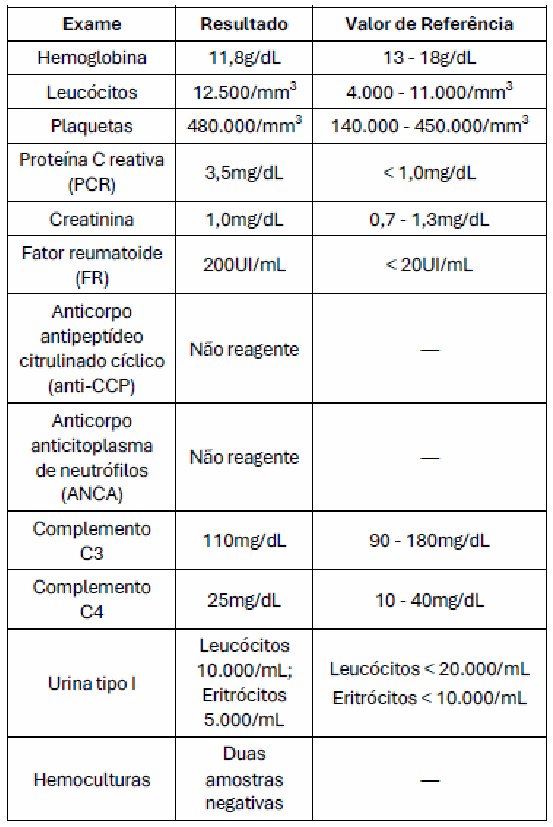 Exame Resultado Valor de Referência
Hemoglobina 11,8g/dL 13 - 18g/dL
Leucócitos 12.500/mm³ 4.000 - 11.000/mm³
Plaquetas 480.000/mm³ 140.000 - 450.000/mm³
Proteína C reativa
(PCR) 3,5mg/dL < 1,0mg/dL
Creatinina 1,0mg/dL 0,7 - 1,3mg/dL
Fator reumatoide
(FR) 200UI/mL < 20UI/mL
Anticorpo
antipeptídeo
citrulinado cíclico
(anti-CCP) Não reagente —
Anticorpo
anticitoplasma
de neutrófilos
(ANCA) Não reagente —
Complemento
C3 110mg/dL 90 - 180mg/dL
Complemento
C4 25mg/dL 10 - 40mg/dL
Urina tipo I Leucócitos
10.000/mL;
Eritrócitos
5.000/mL Leucócitos < 20.000/mL
Eritrócitos < 10.000/mL
Hemoculturas Duas
amostras
negativas —